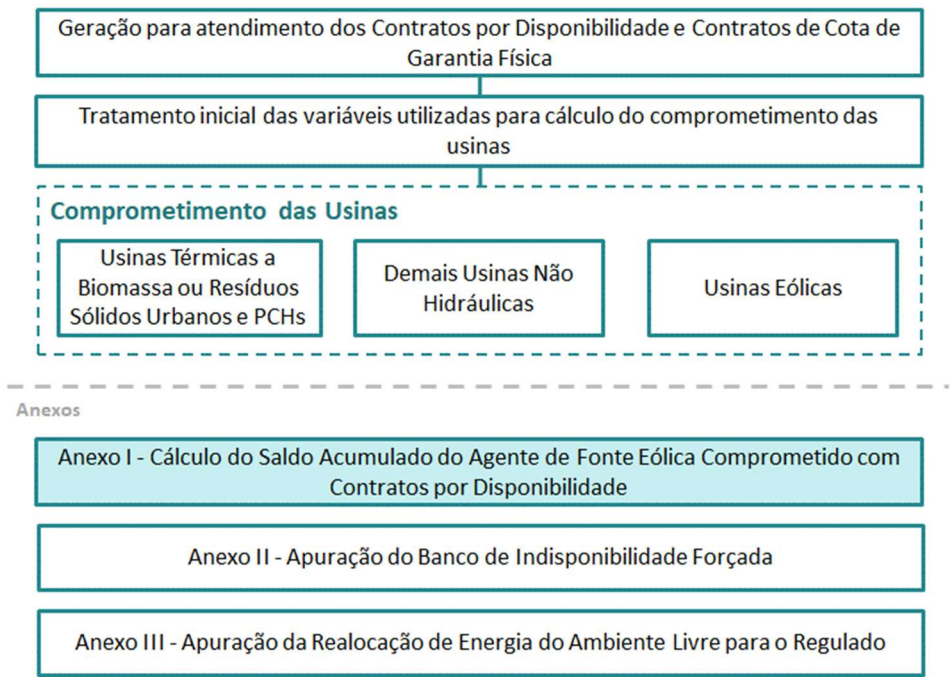 Geração para atendimento dos Contratos por Disponibilidade e Contratos de Cota de
Garantia Física
Tratamento inicial das variáveis utilizadas para cálculo do comprometimento das
usinas
Comprometimento das Usinas
Usinas Térmicas a
Biomassa ou Resíduos
Sólidos Urbanos e PCHs
Demais Usinas Não
Hidráulicas
Usinas Eólicas
Anexos
Anexo I - Cálculo do Saldo Acumulado do Agente de Fonte Eólica Comprometido com
Contratos por Disponibilidade
Anexo II - Apuração do Banco de Indisponibilidade Forçada
Anexo III - Apuração da Realocação de Energia do Ambiente Livre para o Regulado